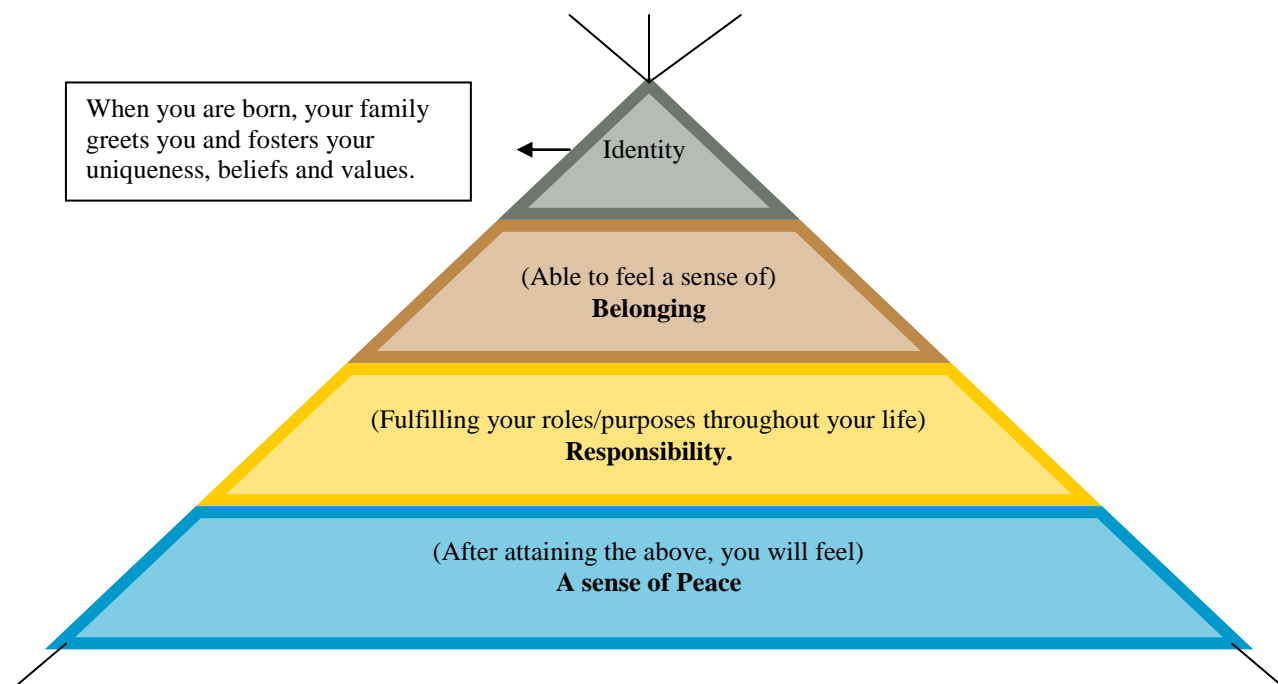 When you are born, your family
greets you and fosters your
uniqueness, beliefs and values.
Identity
(Able to feel a sense of)
Belonging
(Fulfilling your roles/purposes throughout your life)
Responsibility.
(After attaining the above, you will feel)
A sense of Peace